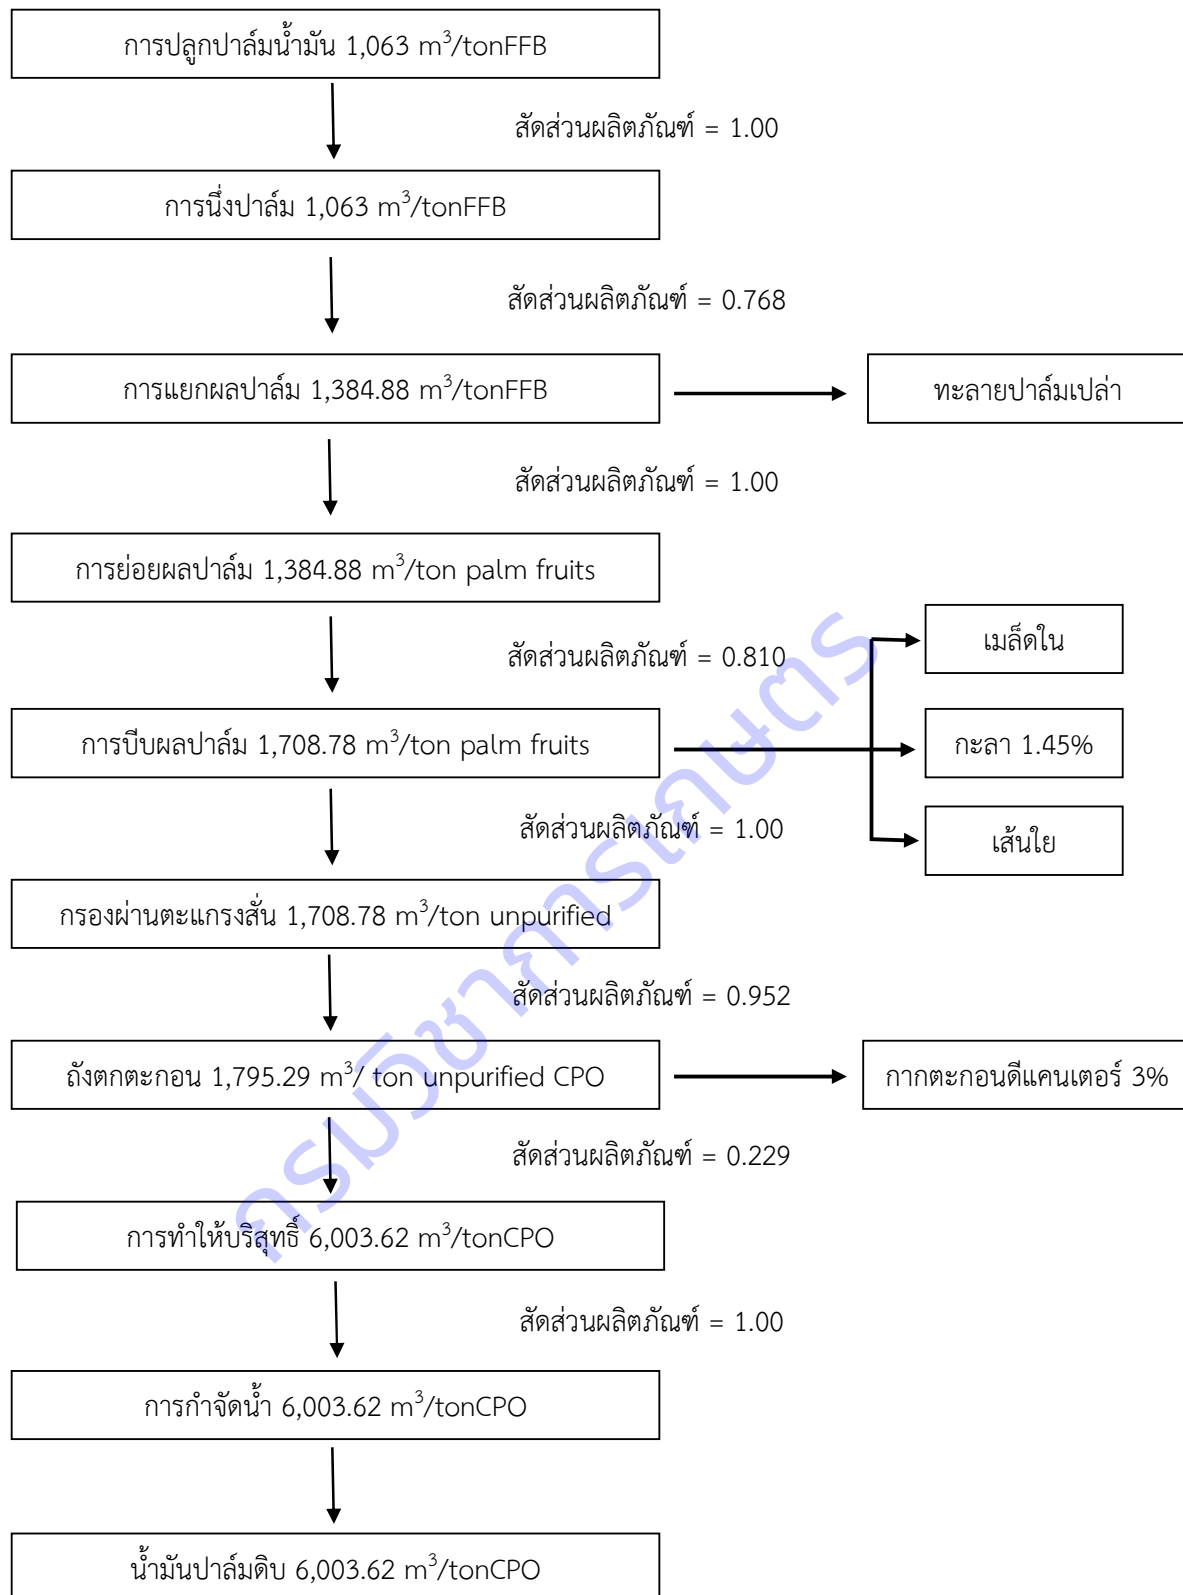 การปลูกปาล์มน้ำมัน 1,063 m³/tonFFB
สัดส่วนผลิตภัณฑ์ = 1.00
การนึ่งปาล์ม 1,063 m³/tonFFB
สัดส่วนผลิตภัณฑ์ = 0.768
การแยกผลปาล์ม 1,384.88 m³/tonFFB
ทะลายปาล์มเปล่า
สัดส่วนผลิตภัณฑ์ = 1.00
การย่อยผลปาล์ม 1,384.88 m³/ton palm fruits
สัดส่วนผลิตภัณฑ์ = 0.810
เมล็ดใน
การบีบผลปาล์ม 1,708.78 m³/ton palm fruits
กะลา 1.45%
สัดส่วนผลิตภัณฑ์ = 1.00
เส้นใย
กรองผ่านตะแกรงสั่น 1,708.78 m³/ton unpurified
สัดส่วนผลิตภัณฑ์ = 0.952
ถังตกตะกอน 1,795.29 m³/ ton unpurified CPO
กากตะกอนดีแคนเตอร์ 3%
สัดส่วนผลิตภัณฑ์ = 0.229
การทำให้บริสุทธิ์ 6,003.62 m³/tonCPO
สัดส่วนผลิตภัณฑ์ = 1.00
การกำจัดน้ำ 6,003.62 m³/tonCPO
น้ำมันปาล์มดิบ 6,003.62 m³/tonCPO
กรมวิชาการเกษตร